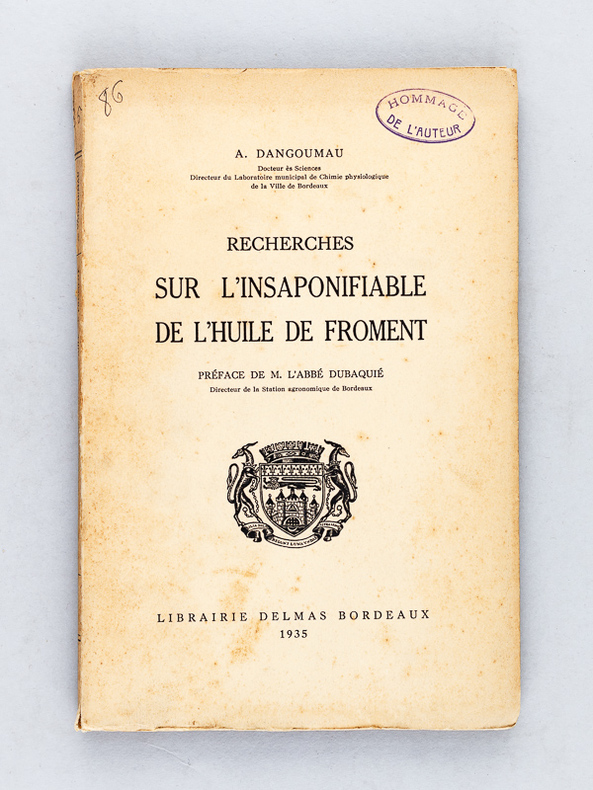 86
HOMMAGE
DE L'AUTEUR
A. DANGOUMAU
Docteur ès Sciences
Directeur du Laboratoire municipal de Chimie physiologique
de la Ville de Bordeaux
RECHERCHES
SUR L'INSAPONIFIABLE
DE L'HUILE DE FROMENT
PRÉFACE DE M. L'ABBÉ DUBAQUIÉ
Directeur de la Station agronomique de Bordeaux
LIBRAIRIE DELMAS BORDEAUX
1935